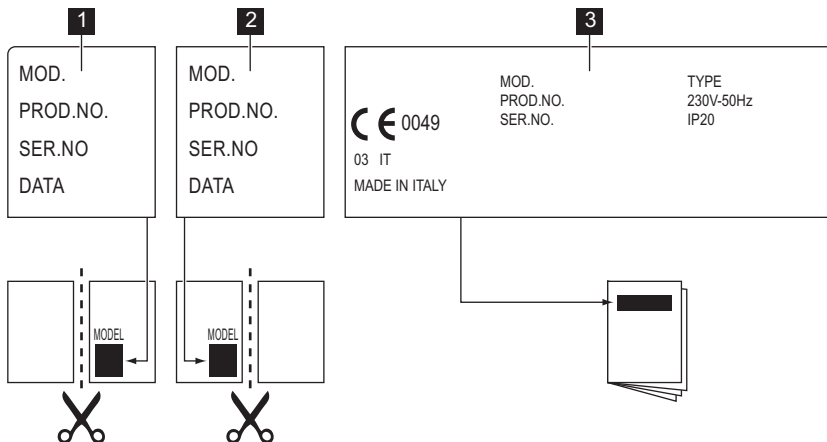 1
MOD.
PROD.NO.
SER.NO
DATA
MODEL
2
MOD.
PROD.NO.
SER.NO
DATA
MODEL
3
CE 0049
03 IT
MADE IN ITALY
MOD.
PROD.NO.
SER.NO.
TYPE
230V-50Hz
IP20